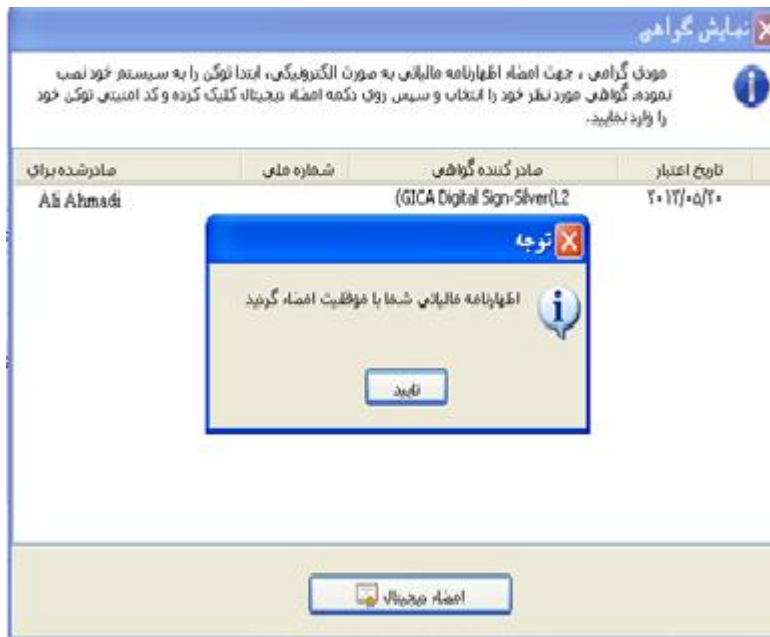 نمایش گواهی
مودی گرامی ، جهت امضاء اظهارنامه مالیاتی به صورت الکترونیکی، ابتدا توکن را به سیستم خود نصب
نموده، گواهی مورد نظر خود را انتخاب و سپس روی دکمه امضاء دیجیتال کلیک کرده و کد امنیتی توکن خود
را وارد نمایید.
تاریخ اعتبار صادر کننده گواهی شماره ملی صادرشده برای
۲۰۱۳/۰۵/۲۰ (GICA Digital Sign-Silver(L2 Ali Ahmadi
توجه
اظهارنامه مالیاتی شما با موفقیت امضاء گردید
تایید
امضاء دیجیتال